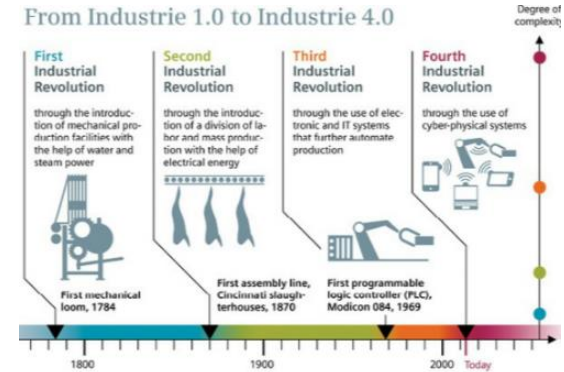 From Industrie 1.0 to Industrie 4.0
Degree of
complexity
First
Industrial
Revolution
through the introduc-
tion of mechanical pro-
duction facilities with
the help of water and
steam power
First mechanical
loom, 1784
Second
Industrial
Revolution
through the introduc-
tion of a division of la-
bor and mass produc-
tion with the help of
electrical energy
First assembly line,
Cincinnati slaugh-
terhouses, 1870
Third
Industrial
Revolution
through the use of elec-
tronic and IT systems
that further automate
production
First programmable
logic controller (PLC),
Modicon 084, 1969
Fourth
Industrial
Revolution
through the use of
cyber-physical systems
1800
1900
2000
Today